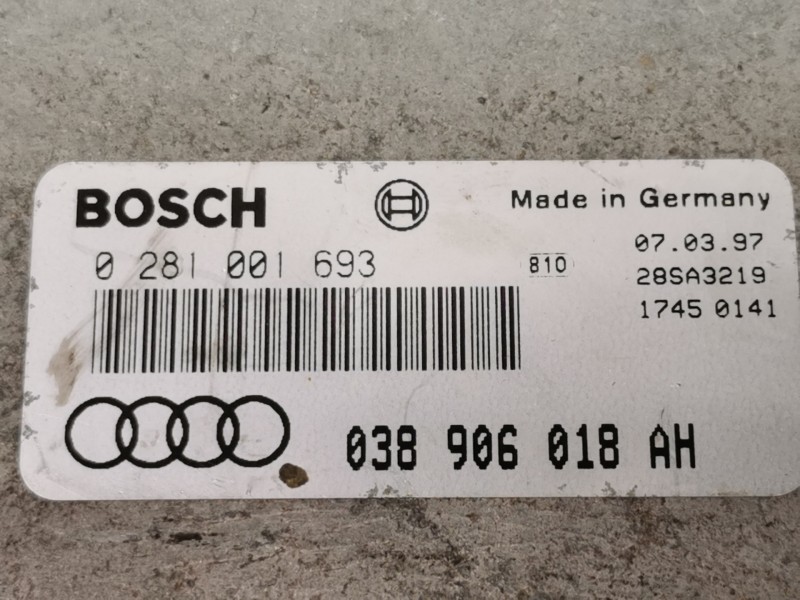 BOSCH
Made in Germany
0 281 001 693
810
07.03.97
28SA3219
1745 0141
038 906 018 AH